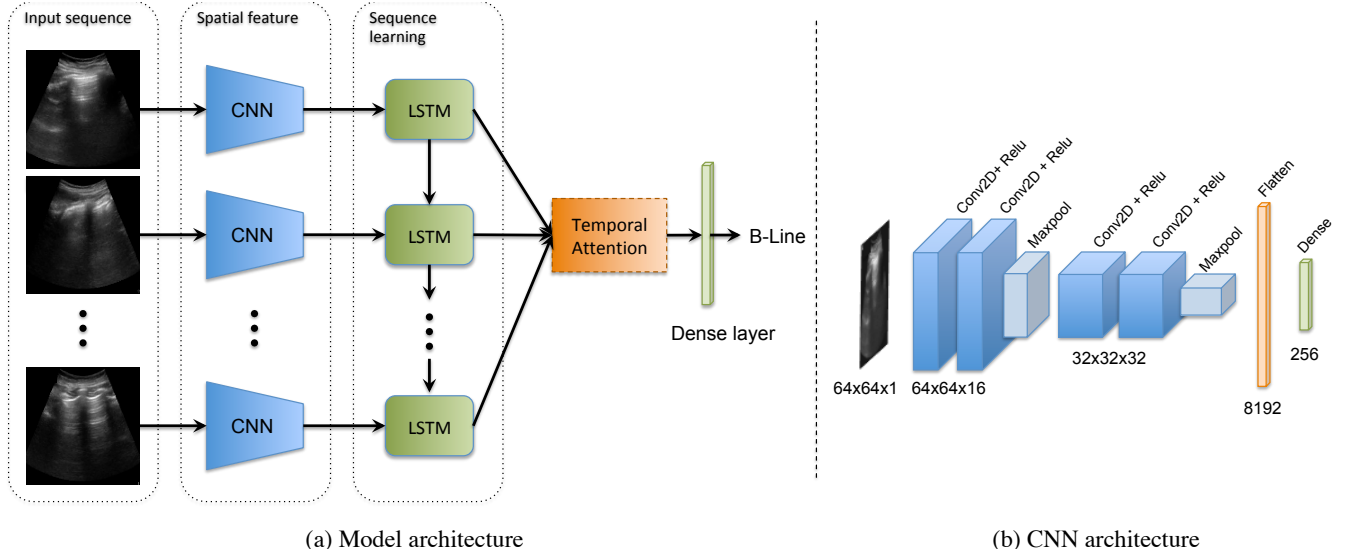 Input sequence
Spatial feature
Sequence
learning
CNN
LSTM
CNN
LSTM
Temporal
Attention
B-Line
Dense layer
CNN
LSTM
(a) Model architecture
Conv2D+ Relu
Conv2D + Relu
Maxpool
Conv2D + Relu
Conv2D + Relu
Maxpool
Flatten
Dense
64x64x1
64x64x16
32x32x32
8192
256
(b) CNN architecture